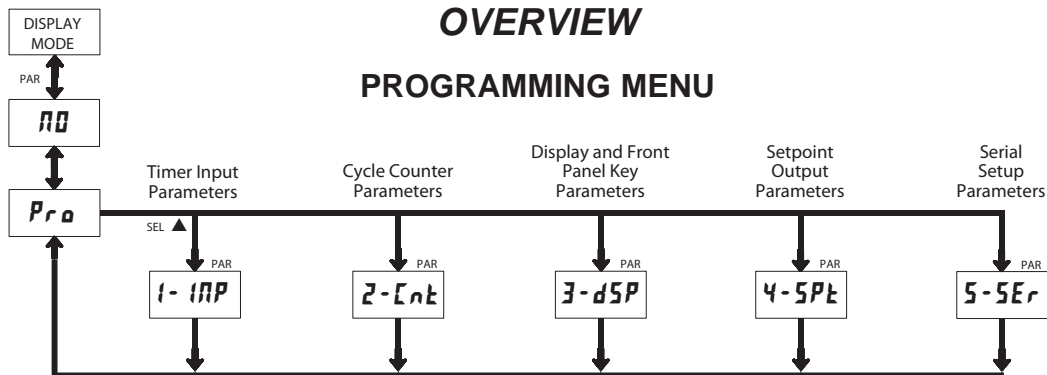 OVERVIEW
PROGRAMMING MENU
DISPLAY
MODE
PAR
NO
Pro
SEL ▲
Timer Input
Parameters
Cycle Counter
Parameters
Display and Front
Panel Key
Parameters
Setpoint
Output
Parameters
Serial
Setup
Parameters
PAR
1-INP
PAR
2-Cnt
PAR
3-dSP
PAR
4-SPt
PAR
5-SEr